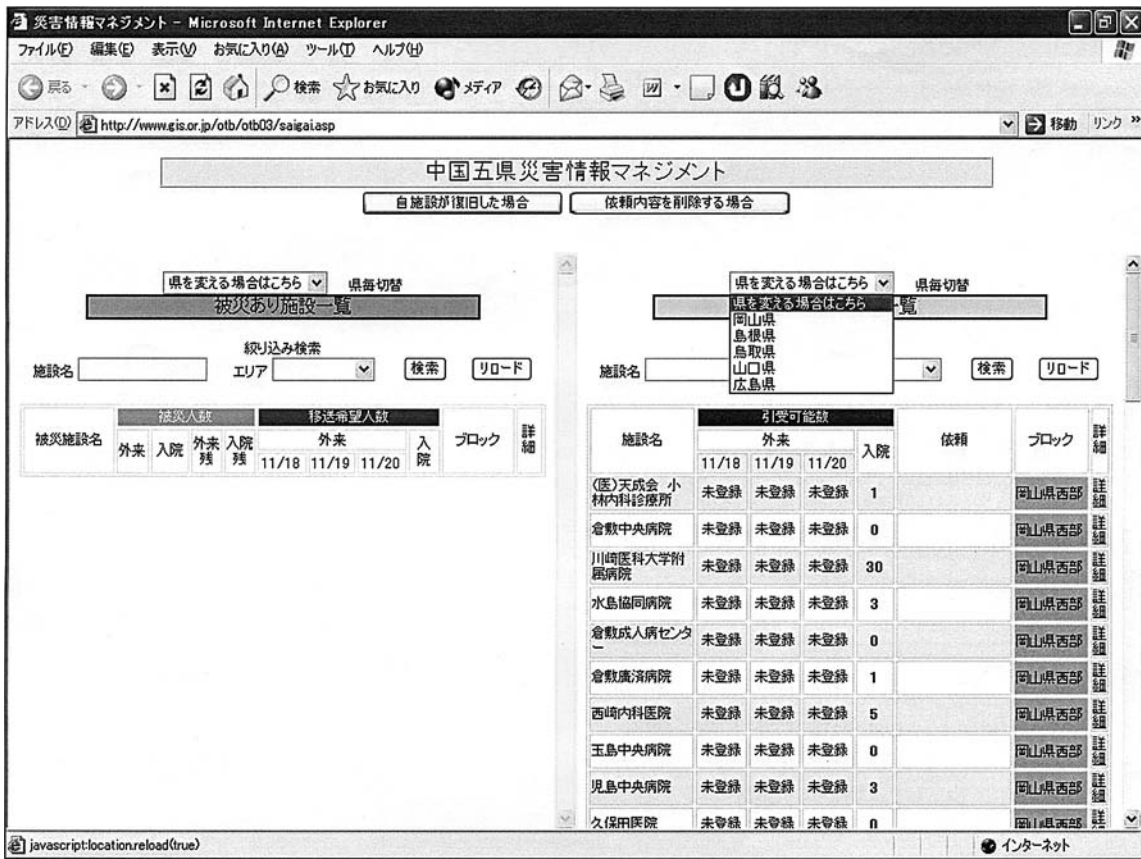 災害情報マネジメント - Microsoft Internet Explorer
ファイル(F) 編集(E) 表示(V) お気に入り(A) ツール(T) ヘルプ(H)
戻る 検索 お気に入り メディア
アドレス(D) http://www.gis.or.jp/otb/otb03/saigai.asp 移動 リンク »
中国五県災害情報マネジメント
自施設が復旧した場合 依頼内容を削除する場合
県を変える場合はこちら 県毎切替
被災あり施設一覧
絞り込み検索
施設名 エリア 検索 リロード
被災施設名 被災人数 移送希望人数 ブロック 詳細
外来 入院 外来残 入院残 外来 入院
11/18 11/19 11/20
県を変える場合はこちら 県毎切替
県を変える場合はこちら 覧
岡山県
島根県
鳥取県
山口県
広島県
施設名 検索 リロード
施設名 引受可能数 依頼 ブロック 詳細
外来 入院
11/18 11/19 11/20
(医)天成会 小林内科診療所 未登録 未登録 未登録 1 岡山県西部 詳細
倉敷中央病院 未登録 未登録 未登録 0 岡山県西部 詳細
川崎医科大学附属病院 未登録 未登録 未登録 30 岡山県西部 詳細
水島協同病院 未登録 未登録 未登録 3 岡山県西部 詳細
倉敷成人病センター 未登録 未登録 未登録 0 岡山県西部 詳細
倉敷廣済病院 未登録 未登録 未登録 1 岡山県西部 詳細
西崎内科医院 未登録 未登録 未登録 5 岡山県西部 詳細
玉島中央病院 未登録 未登録 未登録 0 岡山県西部 詳細
児島中央病院 未登録 未登録 未登録 3 岡山県西部 詳細
久保田医院 未登録 未登録 未登録 0 岡山県西部 詳
javascript:location.reload(true) インターネット